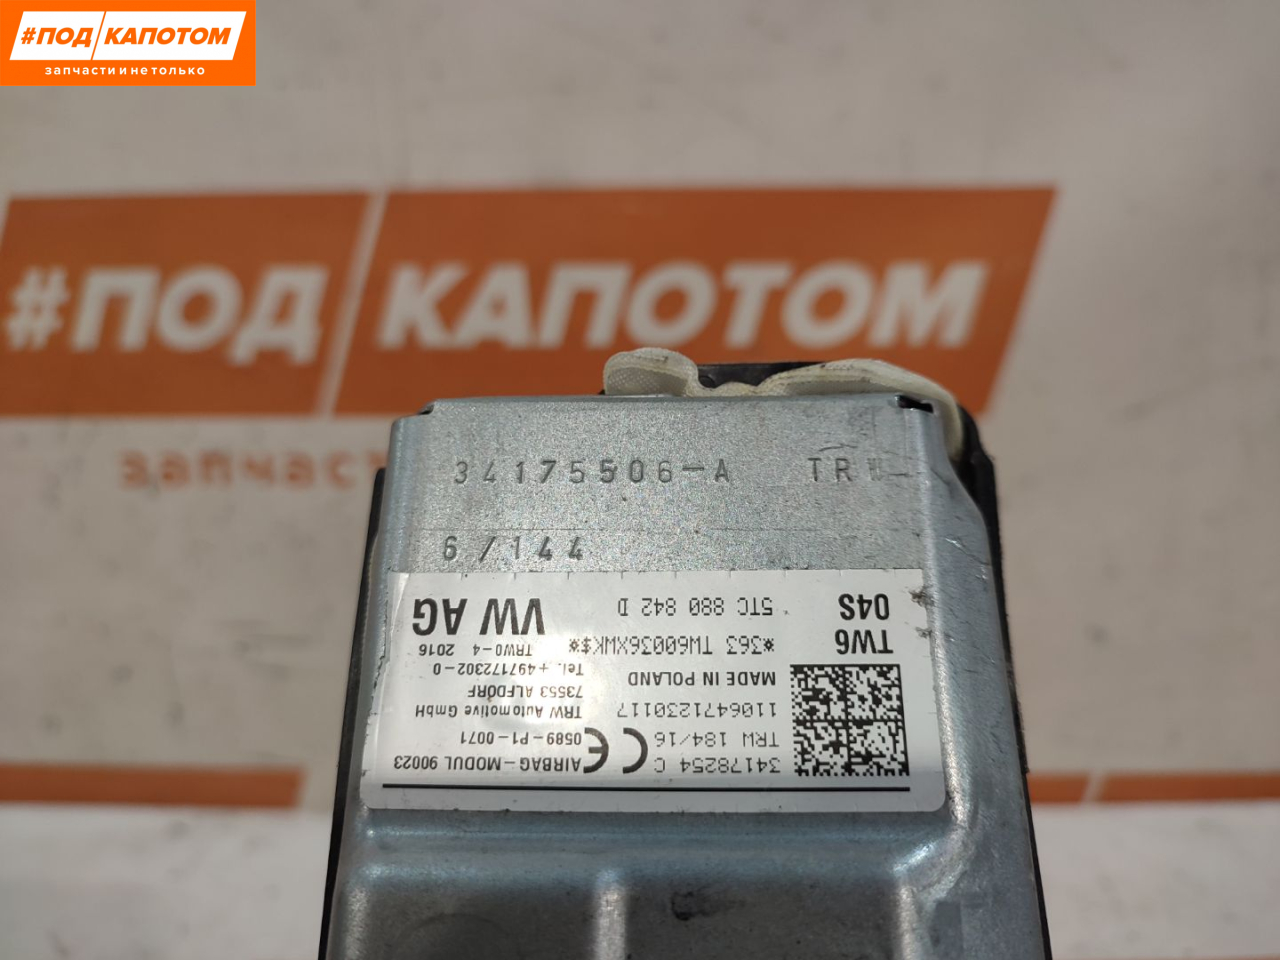 #ПОД КАПОТОМ
запчасти и не только
#ПОД КАПОТОМ
запчаст
34175506-A TRW
6/144
34178254 C
TRW 184/16
1106471230117
MADE IN POLAND
*363 TW60036XWK$*
5TC 880 842 D
TW6
04S
AIRBAG-MODUL 90023
CE 0589-P1-0071
TRW Automotive GmbH
73553 ALFDORF
Tel. +497172302-0
TRW0-4 2016
VW AG